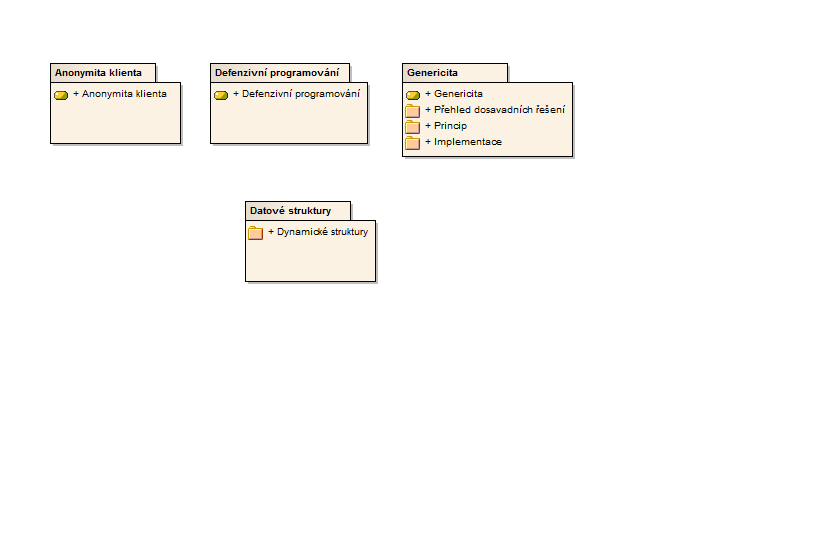 Anonymita klienta
+ Anonymita klienta
Defenzivní programování
+ Defenzivní programování
Genericita
+ Genericita
+ Přehled dosavadních řešení
+ Princip
+ Implementace
Datové struktury
+ Dynamické struktury